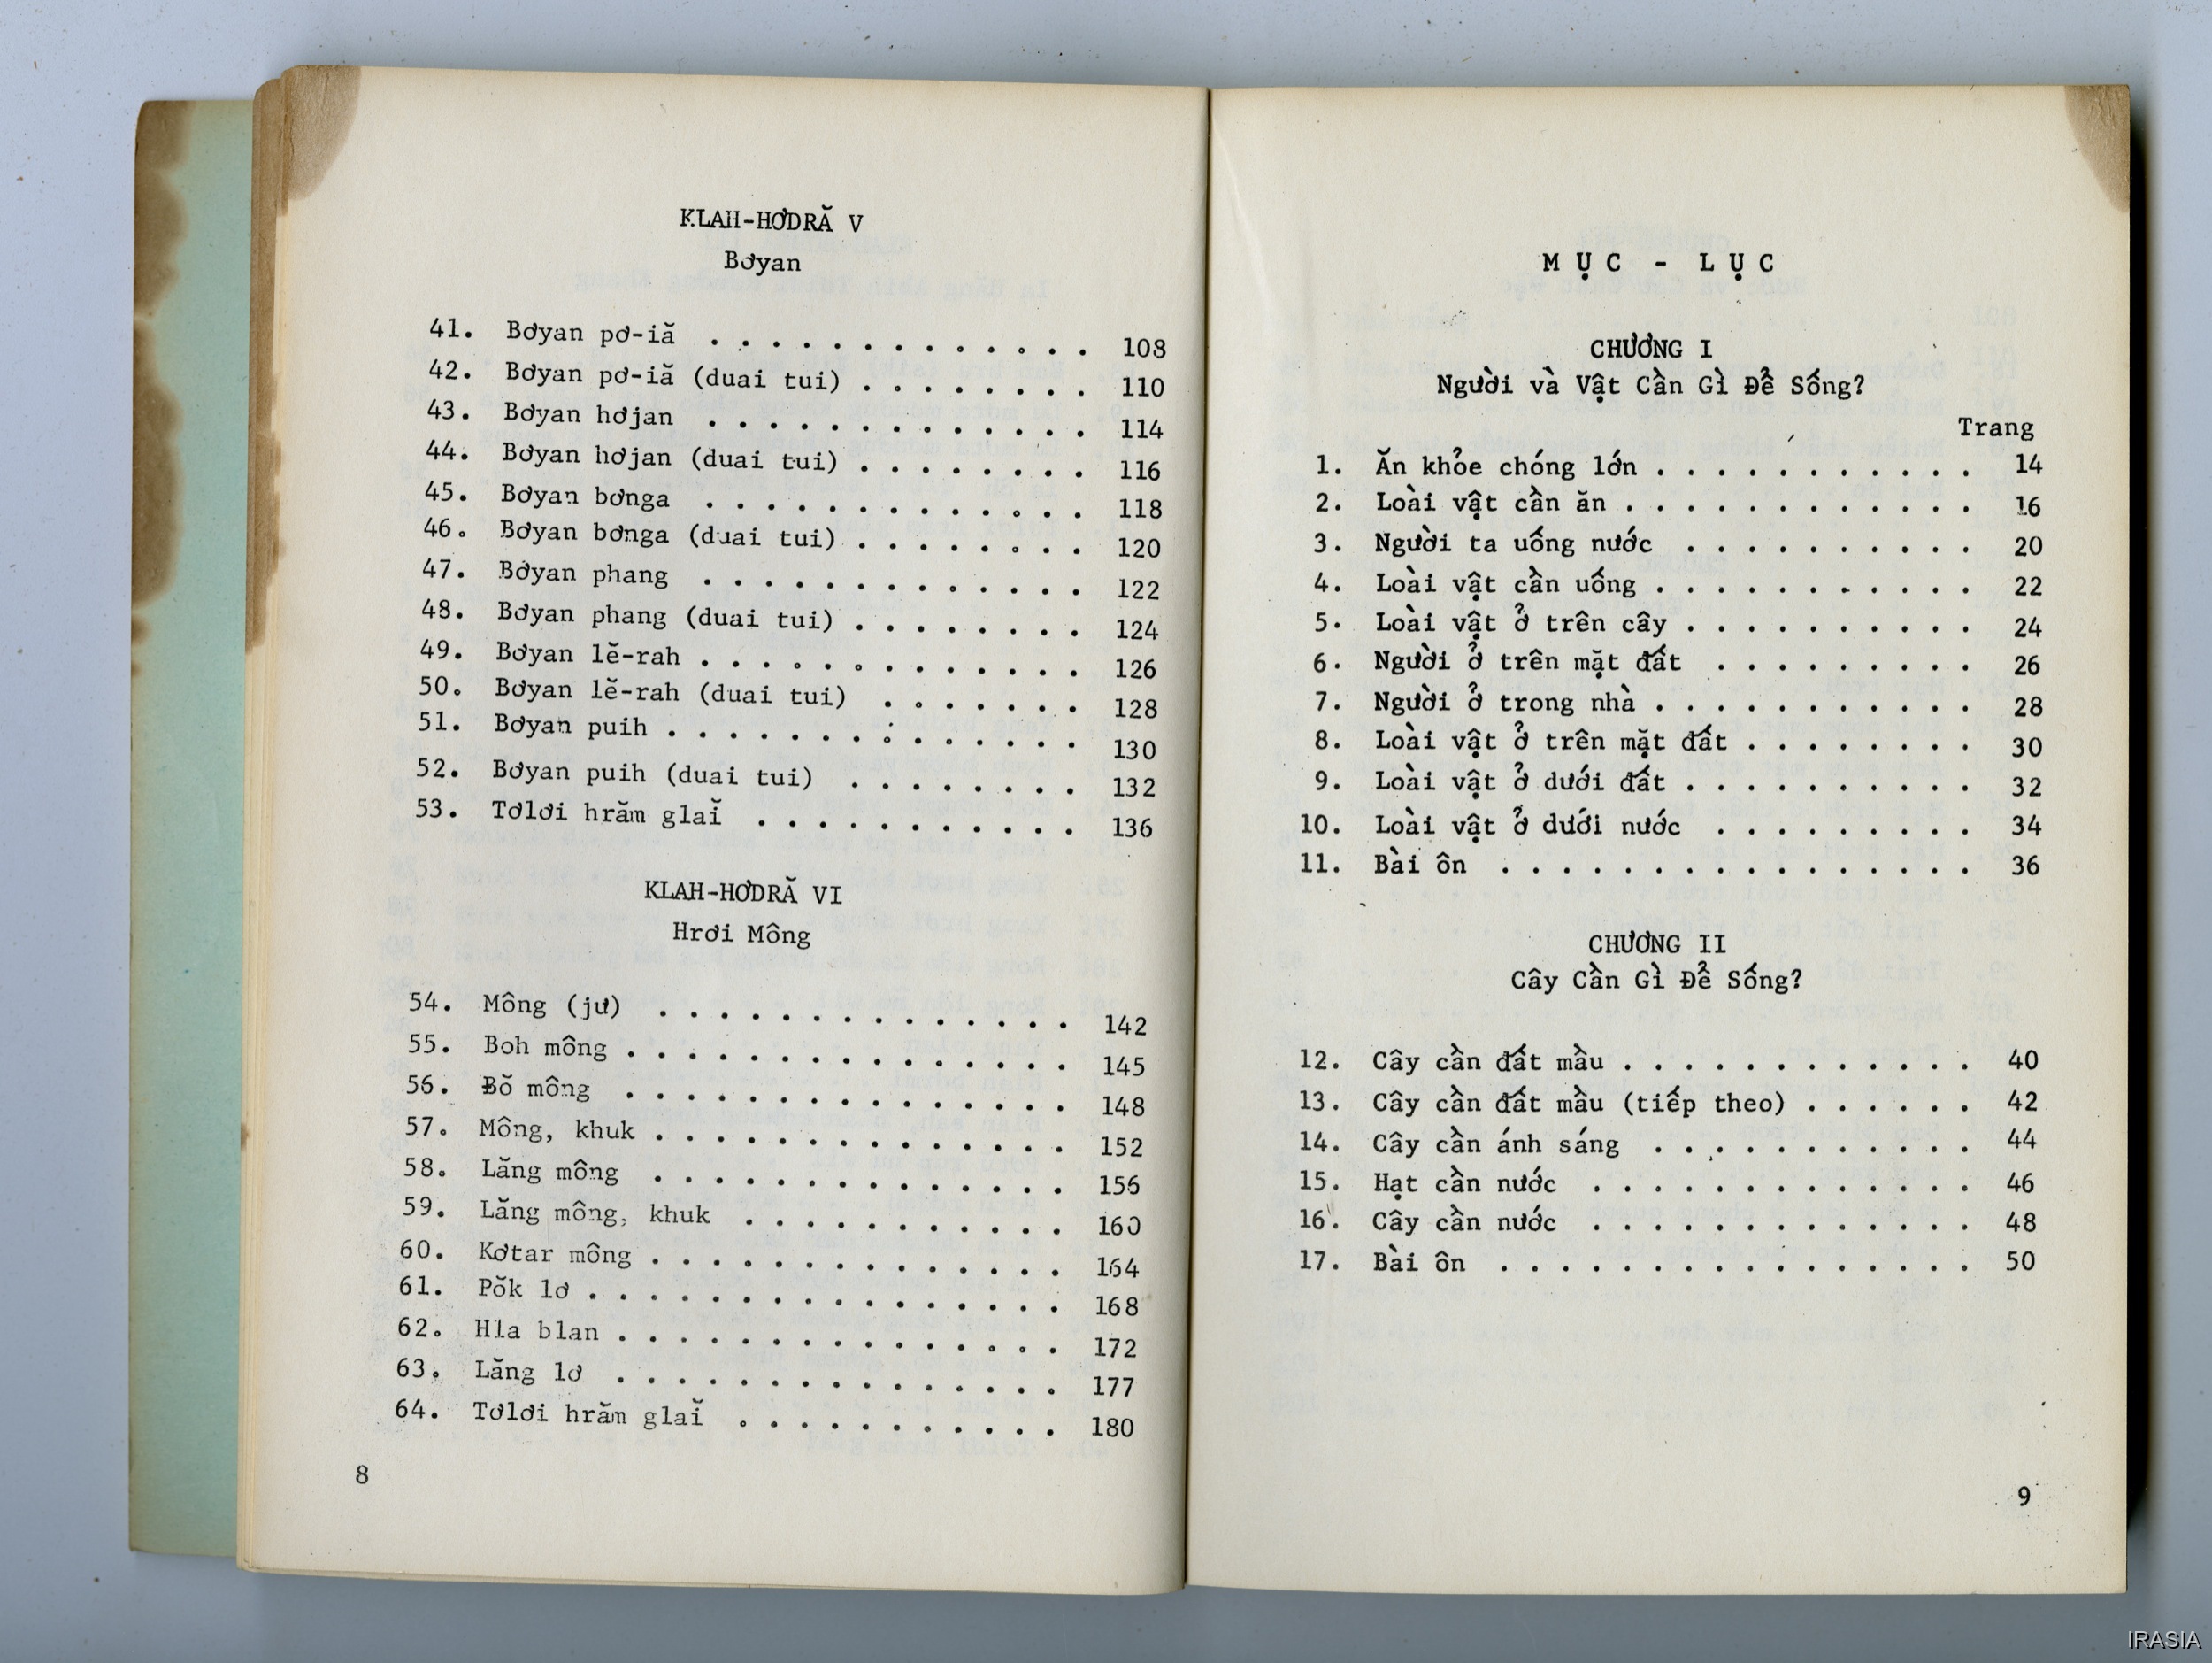 KLAH-HƠDRĂ V
Bơyan
41. Bơyan pơ-iă . . . . . . . . . . . . . 108
42. Bơyan pơ-iă (duai tui) . . . . . . . . 110
43. Bơyan hơjan . . . . . . . . . . . . . 114
44. Bơyan hơjan (duai tui) . . . . . . . . 116
45. Bơyan bơnga . . . . . . . . . . . . . 118
46. Bơyan bơnga (duai tui) . . . . . . . . 120
47. Bơyan phang . . . . . . . . . . . . . 122
48. Bơyan phang (duai tui) . . . . . . . . 124
49. Bơyan lĕ-rah . . . . . . . . . . . . . 126
50. Bơyan lĕ-rah (duai tui) . . . . . . . 128
51. Bơyan puih . . . . . . . . . . . . . . 130
52. Bơyan puih (duai tui) . . . . . . . . 132
53. Tơlơi hrăm glaĭ . . . . . . . . . . . 136
KLAH-HƠDRĂ VI
Hrơi Mông
54. Mông (jư) . . . . . . . . . . . . . . 142
55. Boh mông . . . . . . . . . . . . . . . 145
56. Ƀŏ mông . . . . . . . . . . . . . . . 148
57. Mông, khuk . . . . . . . . . . . . . . 152
58. Lăng mông . . . . . . . . . . . . . . 156
59. Lăng mông, khuk . . . . . . . . . . . 160
60. Kơtar mông . . . . . . . . . . . . . . 164
61. Pŏk lơ . . . . . . . . . . . . . . . . 168
62. Hla blan . . . . . . . . . . . . . . . 172
63. Lăng lơ . . . . . . . . . . . . . . . 177
64. Tơlơi hrăm glaĭ . . . . . . . . . . . 180
8
MỤC - LỤC
CHƯƠNG I
Người và Vật Cần Gì Để Sống?
Trang
1. Ăn khỏe chóng lớn . . . . . . . . . . . 14
2. Loài vật cần ăn . . . . . . . . . . . . 16
3. Người ta uống nước . . . . . . . . . . 20
4. Loài vật cần uống . . . . . . . . . . . 22
5. Loài vật ở trên cây . . . . . . . . . . 24
6. Người ở trên mặt đất . . . . . . . . . 26
7. Người ở trong nhà . . . . . . . . . . . 28
8. Loài vật ở trên mặt đất . . . . . . . . 30
9. Loài vật ở dưới đất . . . . . . . . . . 32
10. Loài vật ở dưới nước . . . . . . . . . 34
11. Bài ôn . . . . . . . . . . . . . . . . 36
CHƯƠNG II
Cây Cần Gì Để Sống?
12. Cây cần đất mầu . . . . . . . . . . . . 40
13. Cây cần đất mầu (tiếp theo) . . . . . . 42
14. Cây cần ánh sáng . . . . . . . . . . . 44
15. Hạt cần nước . . . . . . . . . . . . . 46
16. Cây cần nước . . . . . . . . . . . . . 48
17. Bài ôn . . . . . . . . . . . . . . . . 50
9
IRASIA